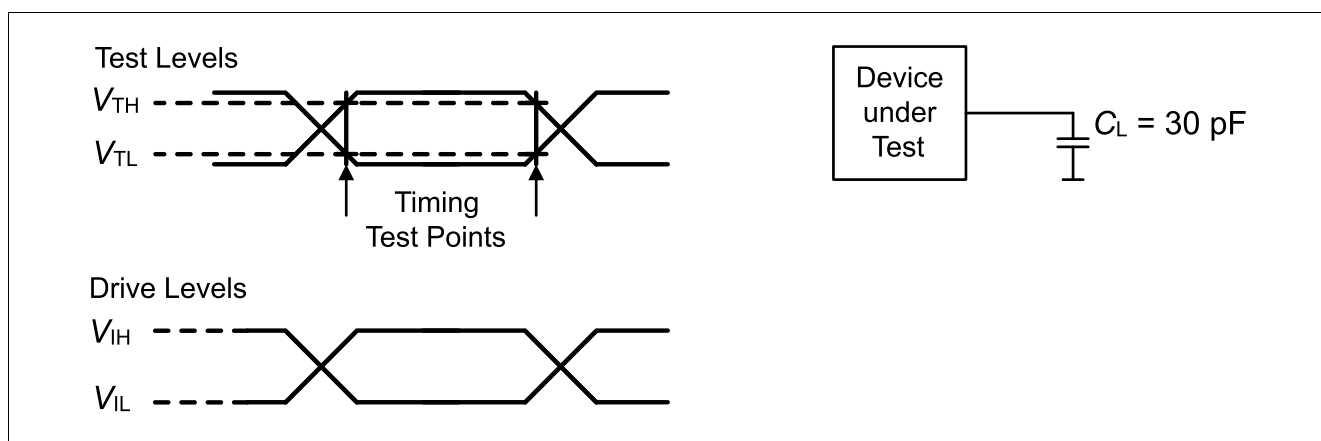 Test Levels
VTH
VTL
Timing
Test Points
Drive Levels
VIH
VIL
Device
under
Test
CL = 30 pF